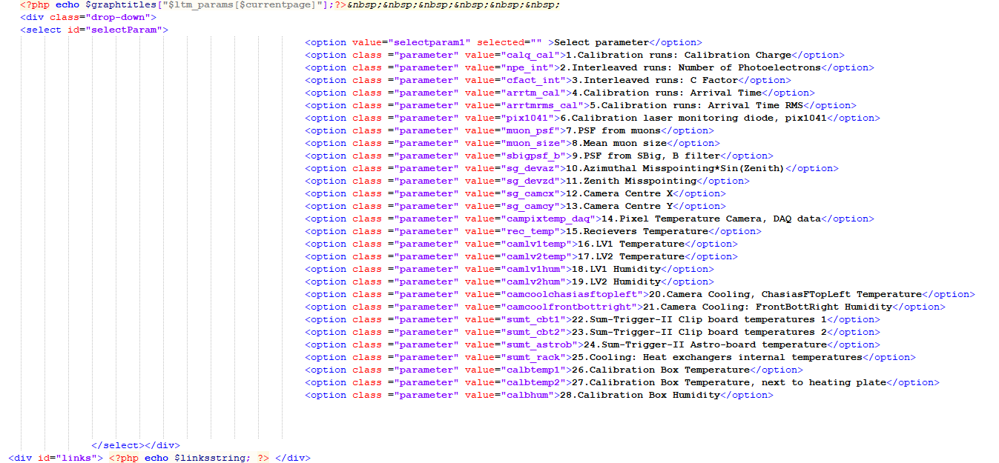 <?php echo $graphtitles["$ltm_params[$currentpage]"];?>&nbsp;&nbsp;&nbsp;&nbsp;&nbsp;&nbsp;
<div class="drop-down">
<select id="selectParam">
<option value="selectparam1" selected="" >Select parameter</option>
<option class ="parameter" value="calq_cal">1.Calibration runs: Calibration Charge</option>
<option class ="parameter" value="npe_int">2.Interleaved runs: Number of Photoelectrons</option>
<option class ="parameter" value="cfact_int">3.Interleaved runs: C Factor</option>
<option class ="parameter" value="arrtm_cal">4.Calibration runs: Arrival Time</option>
<option class ="parameter" value="arrtmrms_cal">5.Calibration runs: Arrival Time RMS</option>
<option class ="parameter" value="pix1041">6.Calibration laser monitoring diode, pix1041</option>
<option class ="parameter" value="muon_psf">7.PSF from muons</option>
<option class ="parameter" value="muon_size">8.Mean muon size</option>
<option class ="parameter" value="sbigpsf_b">9.PSF from SBig, B filter</option>
<option class ="parameter" value="sg_devaz">10.Azimuthal Misspointing*Sin(Zenith)</option>
<option class ="parameter" value="sg_devzd">11.Zenith Misspointing</option>
<option class ="parameter" value="sg_camcx">12.Camera Centre X</option>
<option class ="parameter" value="sg_camcy">13.Camera Centre Y</option>
<option class ="parameter" value="campixtemp_daq">14.Pixel Temperature Camera, DAQ data</option>
<option class ="parameter" value="rec_temp">15.Recievers Temperature</option>
<option class ="parameter" value="camlv1temp">16.LV1 Temperature</option>
<option class ="parameter" value="camlv2temp">17.LV2 Temperature</option>
<option class ="parameter" value="camlv1hum">18.LV1 Humidity</option>
<option class ="parameter" value="camlv2hum">19.LV2 Humidity</option>
<option class ="parameter" value="camcoolchasiasftopleft">20.Camera Cooling, ChasiasFTopLeft Temperature</option>
<option class ="parameter" value="camcoolfrontbottright">21.Camera Cooling: FrontBottRight Humidity</option>
<option class ="parameter" value="sumt_cbt1">22.Sum-Trigger-II Clip board temperatures 1</option>
<option class ="parameter" value="sumt_cbt2">23.Sum-Trigger-II Clip board temperatures 2</option>
<option class ="parameter" value="sumt_astrob">24.Sum-Trigger-II Astro-board temperature</option>
<option class ="parameter" value="sumt_rack">25.Cooling: Heat exchangers internal temperatures</option>
<option class ="parameter" value="calbtemp1">26.Calibration Box Temperature</option>
<option class ="parameter" value="calbtemp2">27.Calibration Box Temperature, next to heating plate</option>
<option class ="parameter" value="calbhum">28.Calibration Box Humidity</option>
</select></div>
<div id="links"> <?php echo $linksstring; ?> </div>